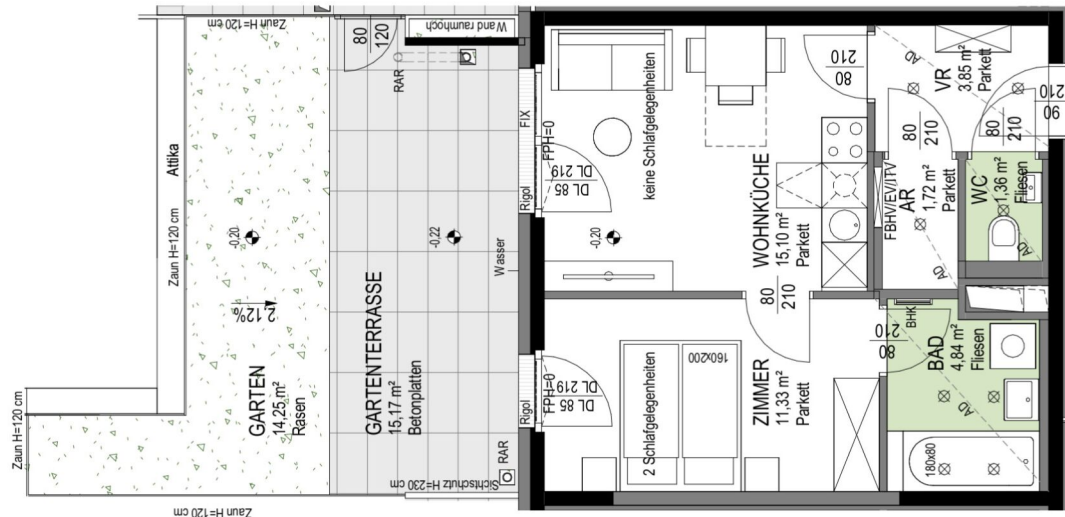 Zaun H=120 cm
Wand raumhoch
80
120
RAR
Zaun H=120 cm
Attika
-0,20
2.12%
GARTEN
14,25 m²
Rasen
Zaun H=120 cm
Zaun H=120 cm
-0,22
Wasser
GARTENTERRASSE
15,17 m²
Betonplatten
RAR
Sichtschutz H=230 cm
FIX
Rigol
FPH=0
DL 85
DL 219
Rigol
FPH=0
DL 85
DL 219
keine Schlafgelegenheiten
-0,20
WOHNKÜCHE
15,10 m²
Parkett
80
210
80
210
2 Schlafgelegenheiten
160x200
ZIMMER
11,33 m²
Parkett
80
210
VR
3,85 m²
Parkett
AD
90
210
80
210
80
210
FBHV/EV/ITV
AR
1,72 m²
Parkett
AD
WC
1,36 m²
Fliesen
AD
BHK
BAD
4,84 m²
Fliesen
AD
180x80